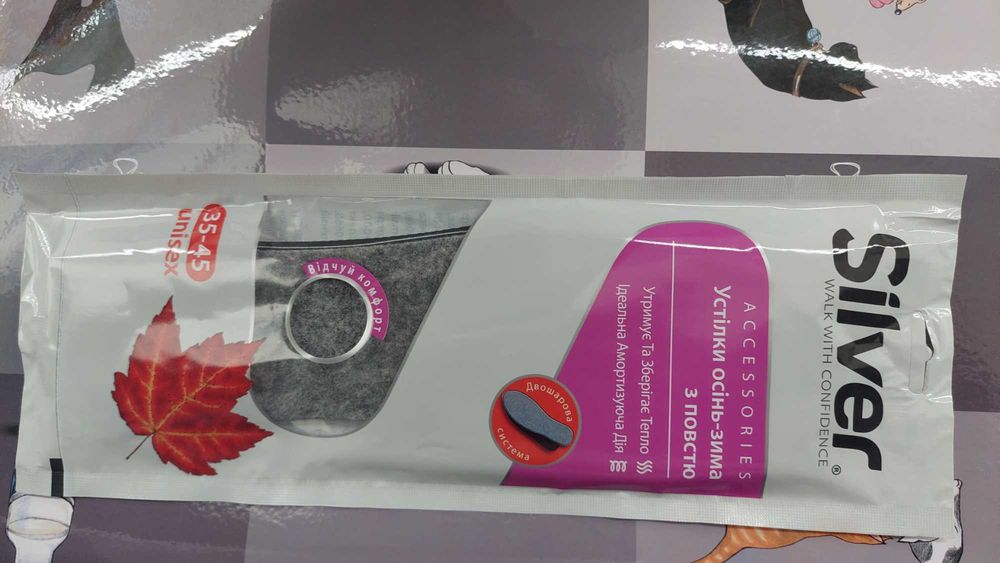 Silver®
WALK WITH CONFIDENCE
ACCESSORIES
Устілки осінь-зима
з повстю
Утримує Та Зберігає Тепло
Ідеальна Амортизуюча Дія
Двошарова
система
Відчуй комфорт
35-45
unisex